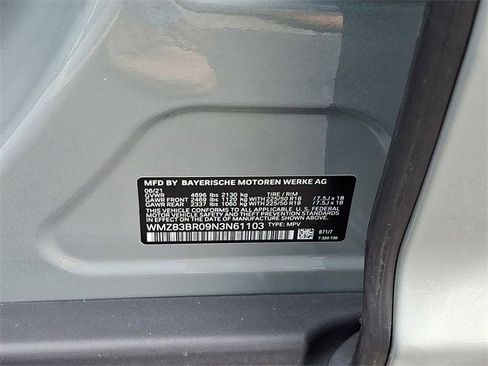 MFD BY BAYERISCHE MOTOREN WERKE AG
06/21
GVWR 4696 lbs 2130 kg TIRE / RIM
GAWR FRONT 2469 lbs 1120 kg WITH 225/50 R18 / 7.5J x 18
GAWR REAR 2337 lbs 1060 kg WITH 225/50 R18 / 7.5J x 18
THIS VEHICLE CONFORMS TO ALL APPLICABLE
FEDERAL MOTOR VEHICLE SAFETY, BUMPER AND
THEFT PREVENTION STANDARDS IN EFFECT ON
THE DATE OF MANUFACTURE SHOWN ABOVE.
WMZ83BR09N3N61103 TYPE: MPV
B71/7